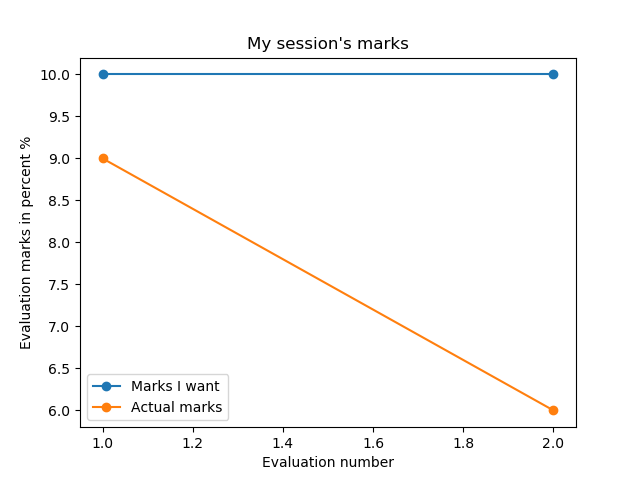 My session's marks
Evaluation marks in percent %
10.0
9.5
9.0
8.5
8.0
7.5
7.0
6.5
6.0
Marks I want
Actual marks
1.0 1.2 1.4 1.6 1.8 2.0
Evaluation number